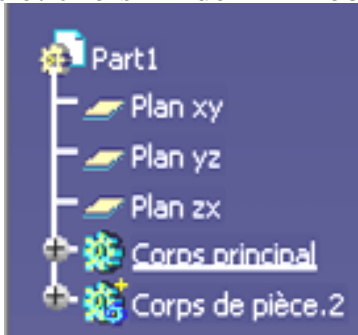 Part1
Plan xy
Plan yz
Plan zx
Corps principal
Corps de pièce.2